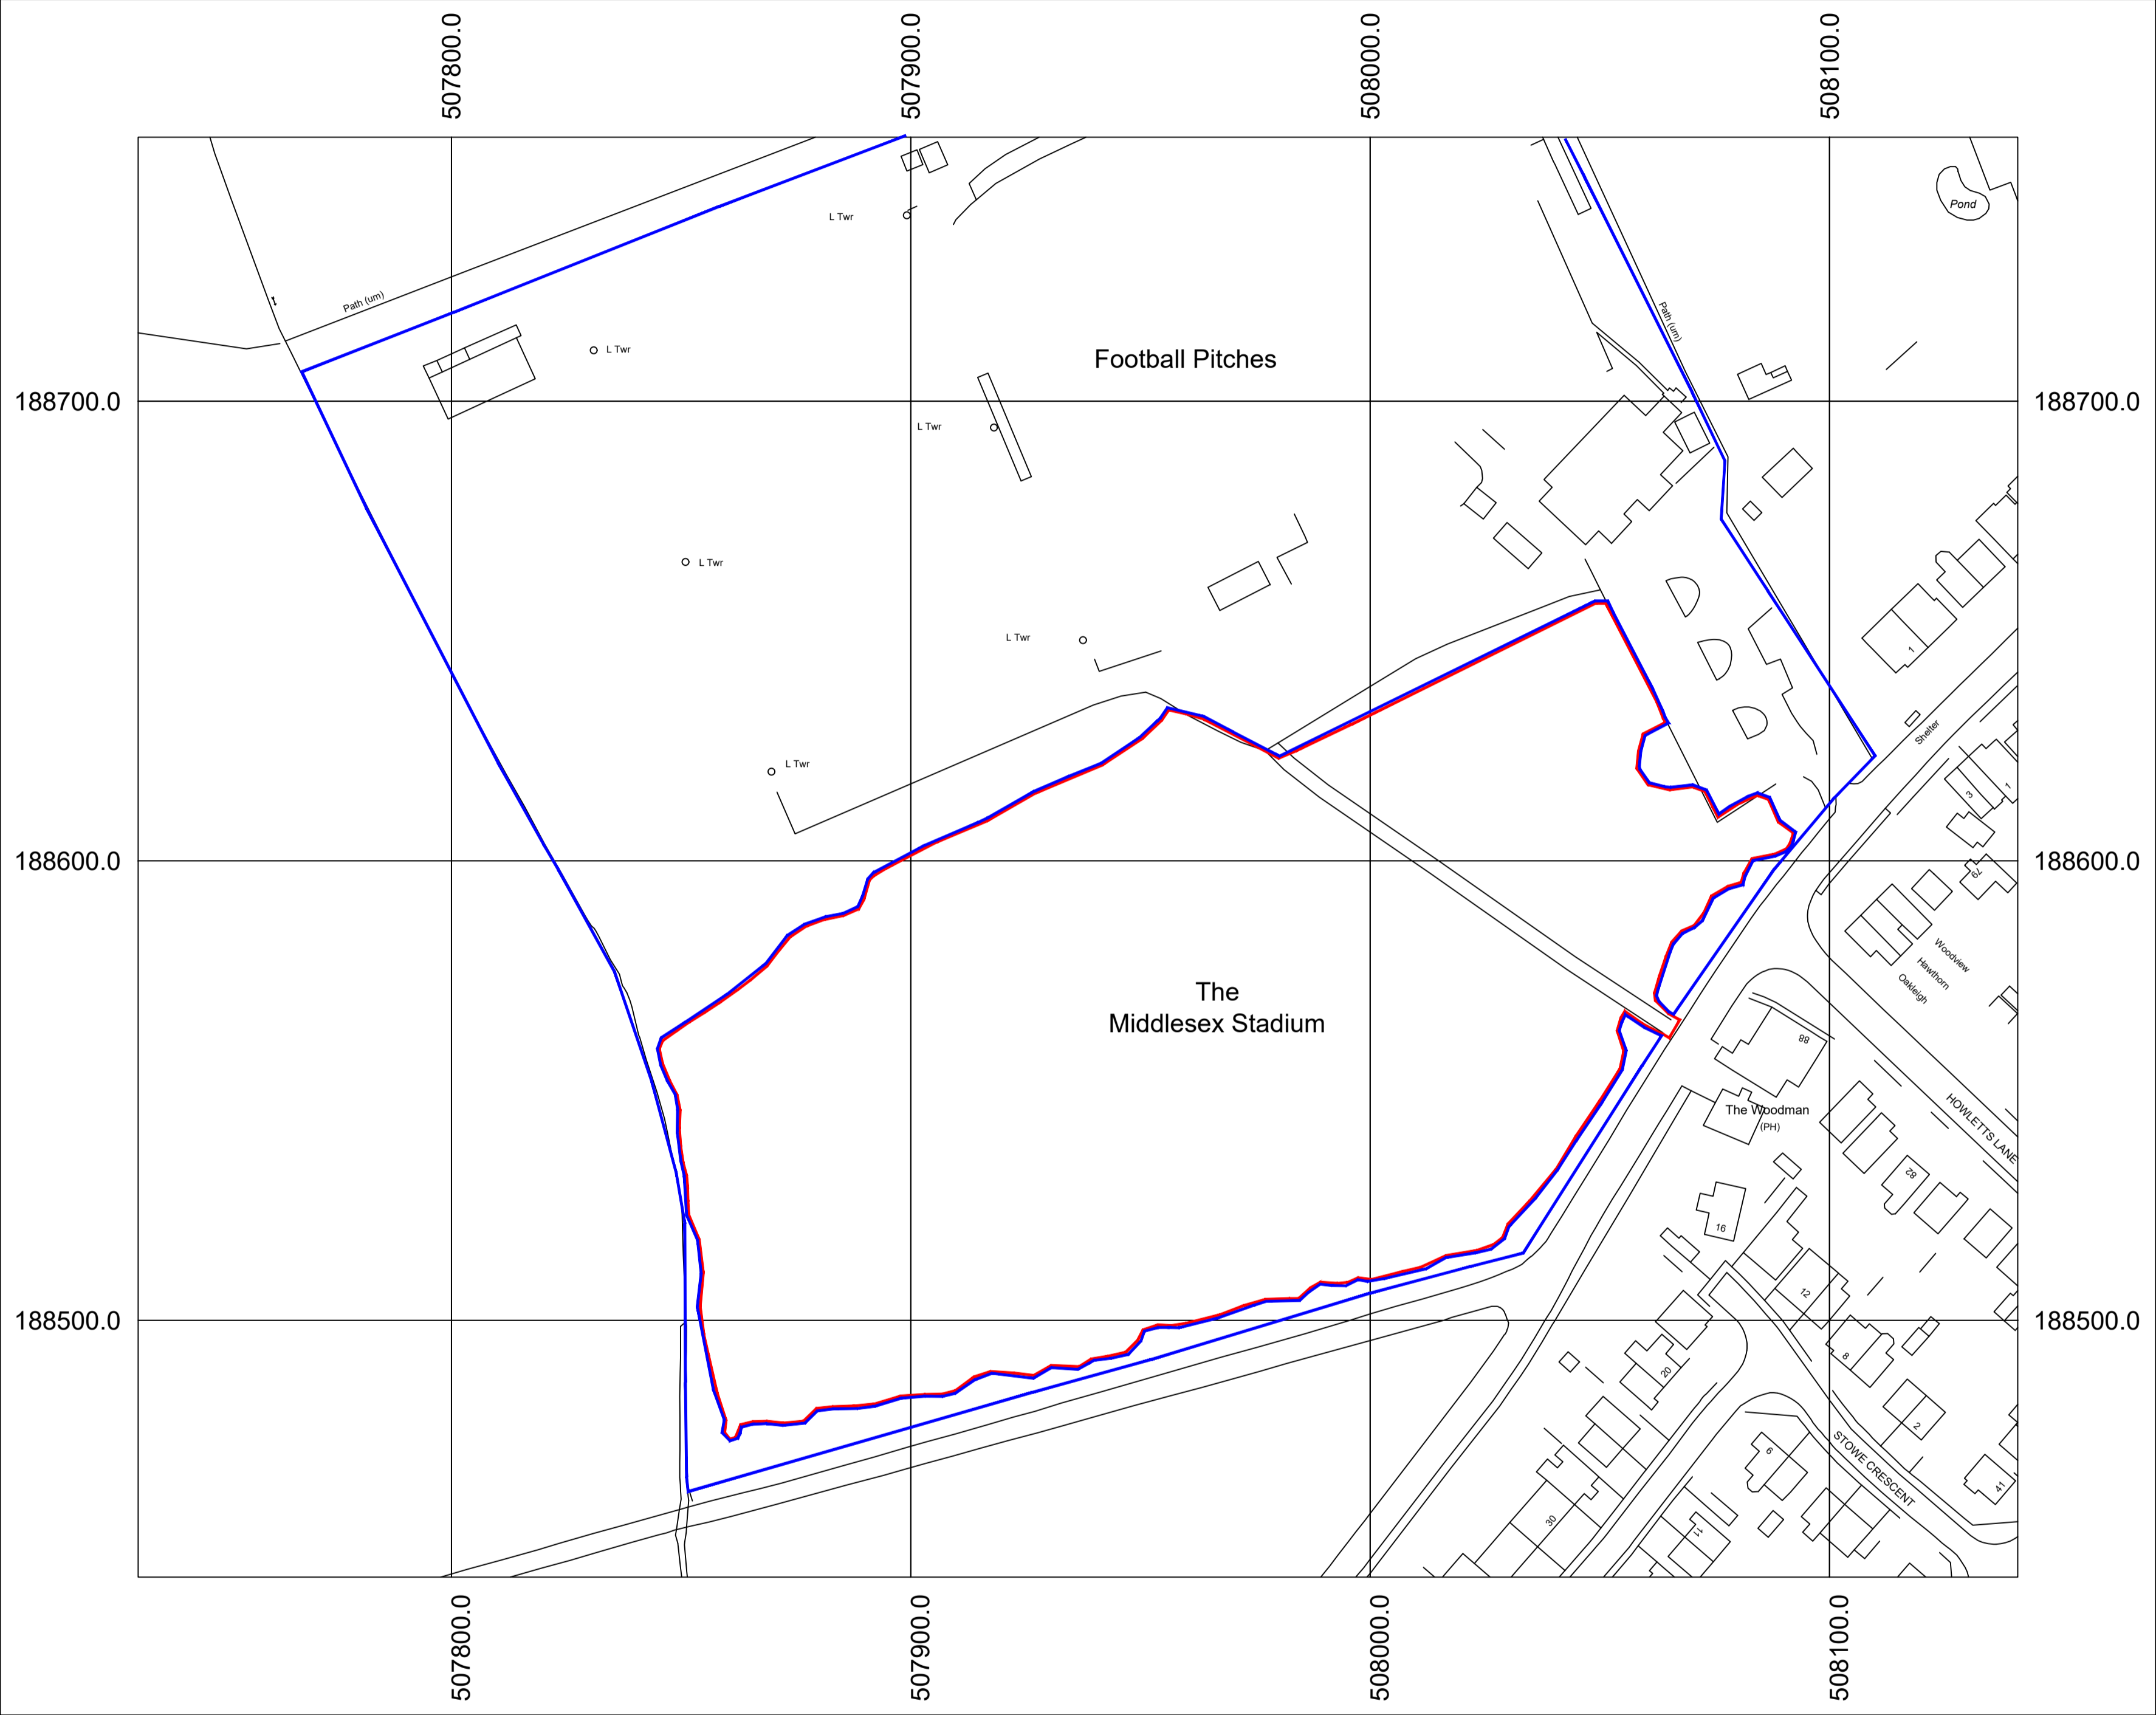 507800.0
507900.0
508000.0
508100.0
Pond
L Twr
Path (um)
Path (um)
L Twr
Football Pitches
188700.0
188700.0
L Twr
L Twr
L Twr
1
Shelter
L Twr
3
1
188600.0
188600.0
79
Woodview
Hawthorn
Oakleigh
The
Middlesex Stadium
88
The Woodman
(PH)
HOWLETTS LANE
82
16
12
188500.0
188500.0
8
20
2
STOWE CRESCENT
6
41
30
11
507800.0
507900.0
508000.0
508100.0